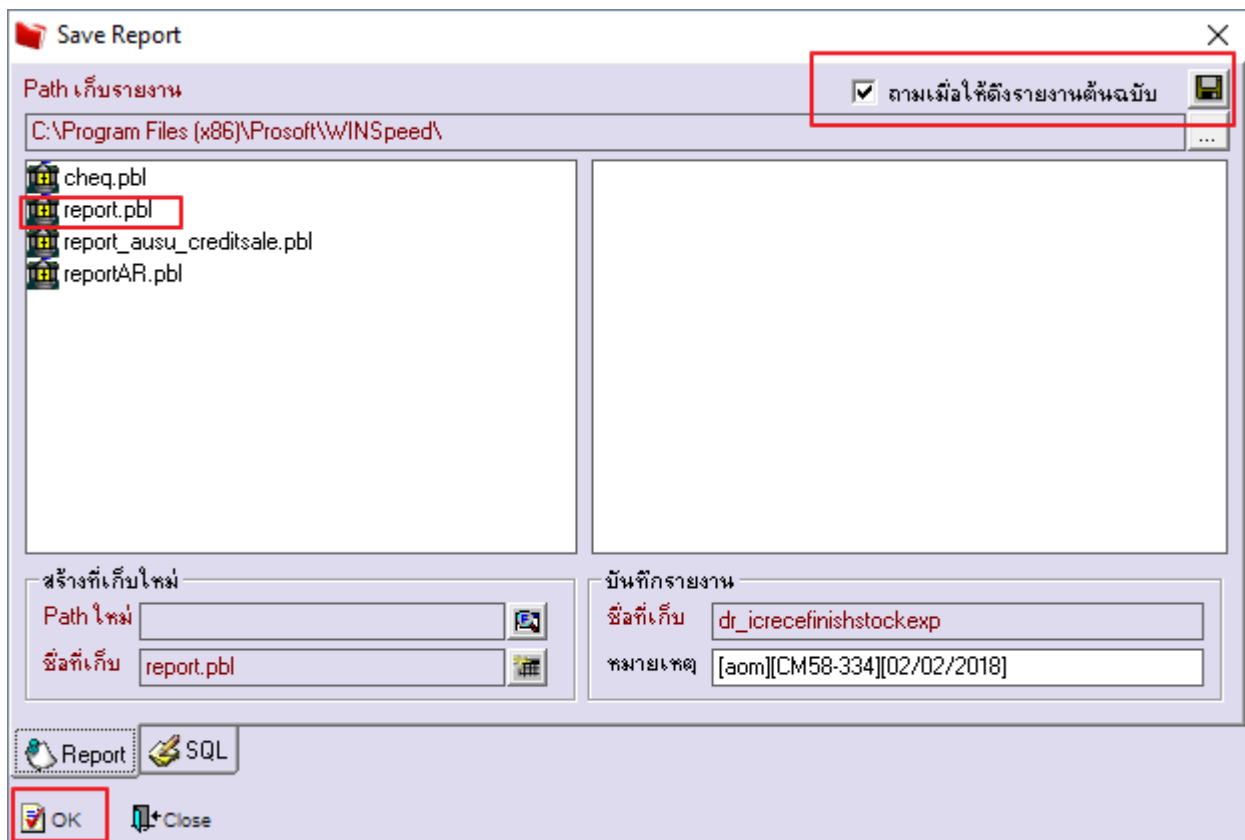 Save Report
Path เก็บรายงาน
ถามเมื่อให้ดึงรายงานต้นฉบับ
C:\Program Files (x86)\Prosoft\WINSpeed\
...
cheq.pbl
report.pbl
report_ausu_creditsale.pbl
reportAR.pbl
สร้างที่เก็บใหม่
Path ใหม่
ชื่อที่เก็บ report.pbl
บันทึกรายงาน
ชื่อที่เก็บ dr_icrecefinishstockexp
หมายเหตุ [aom][CM58-334][02/02/2018]
Report SQL
OK Close